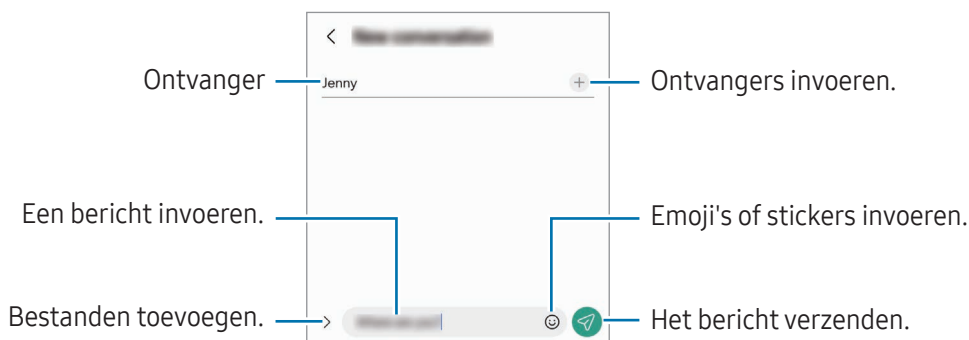 Ontvanger
Jenny
Ontvangers invoeren.
Een bericht invoeren.
Emoji's of stickers invoeren.
Bestanden toevoegen.
Het bericht verzenden.